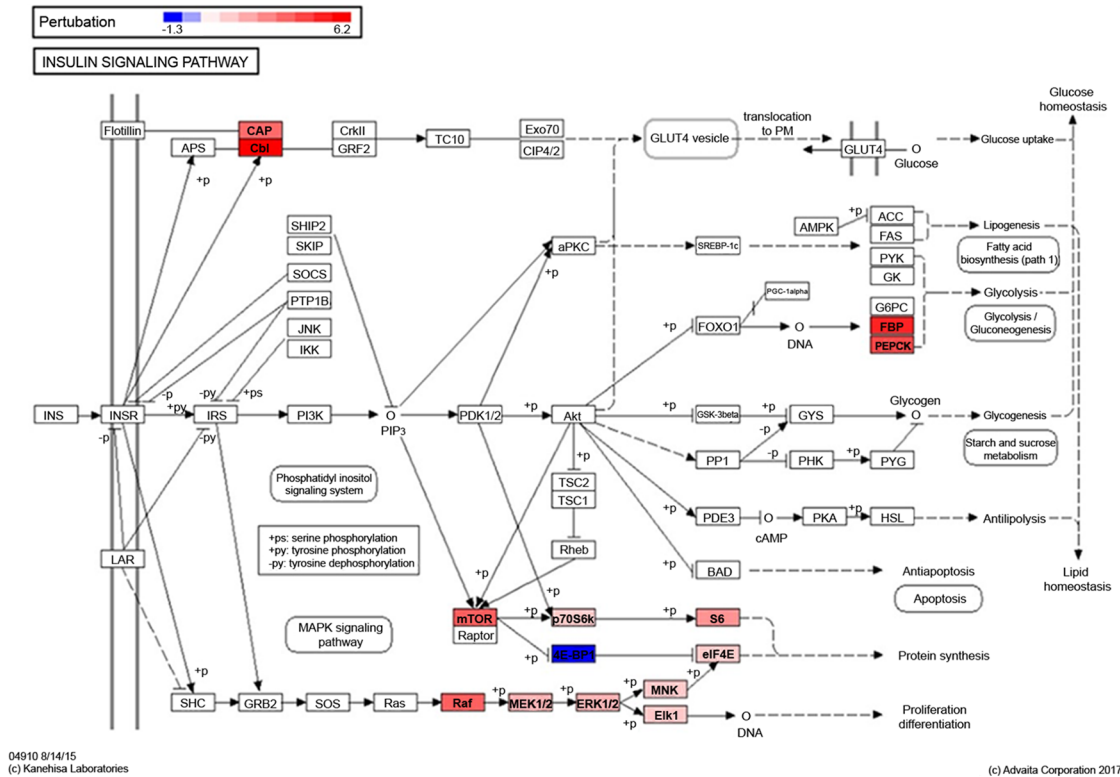 Pertubation
-1.3 6.2
INSULIN SIGNALING PATHWAY
Glucose
homeostasis
Flotillin
CAP
APS
Cbl
CrkII
GRF2
TC10
Exo70
CIP4/2
GLUT4 vesicle
translocation
to PM
GLUT4
Glucose
Glucose uptake
+p
+p
SHIP2
SKIP
SOCS
PTP1B
JNK
IKK
aPKC
+p
SREBP-1c
AMPK
+p
ACC
FAS
PYK
GK
Lipogenesis
Fatty acid
biosynthesis (path 1)
PGC-1alpha
+p
FOXO1
DNA
G6PC
FBP
PEPCK
Glycolysis
Glycolysis /
Gluconeogenesis
-p
-py
+ps
INS
INSR
+py
IRS
PI3K
PIP3
PDK1/2
+p
Akt
+p
GSK-3beta
+p
GYS
Glycogen
Glycogenesis
-p
-py
-p
+p
PP1
-p
PHK
+p
PYG
Starch and sucrose
metabolism
Phosphatidyl inositol
signaling system
+p
TSC2
TSC1
+p
PDE3
cAMP
PKA
+p
HSL
Antilipolysis
+ps: serine phosphorylation
+py: tyrosine phosphorylation
-py: tyrosine dephosphorylation
LAR
Rheb
+p
+p
+p
BAD
Antiapoptosis
Apoptosis
Lipid
homeostasis
MAPK signaling
pathway
mTOR
Raptor
+p
p70S6k
+p
S6
+p
4E-BP1
eIF4E
Protein synthesis
+p
SHC
GRB2
SOS
Ras
Raf
+p
MEK1/2
+p
ERK1/2
+p
MNK
+p
+p
Elk1
DNA
Proliferation
differentiation
04910 8/14/15
(c) Kanehisa Laboratories
(c) Advaita Corporation 2017